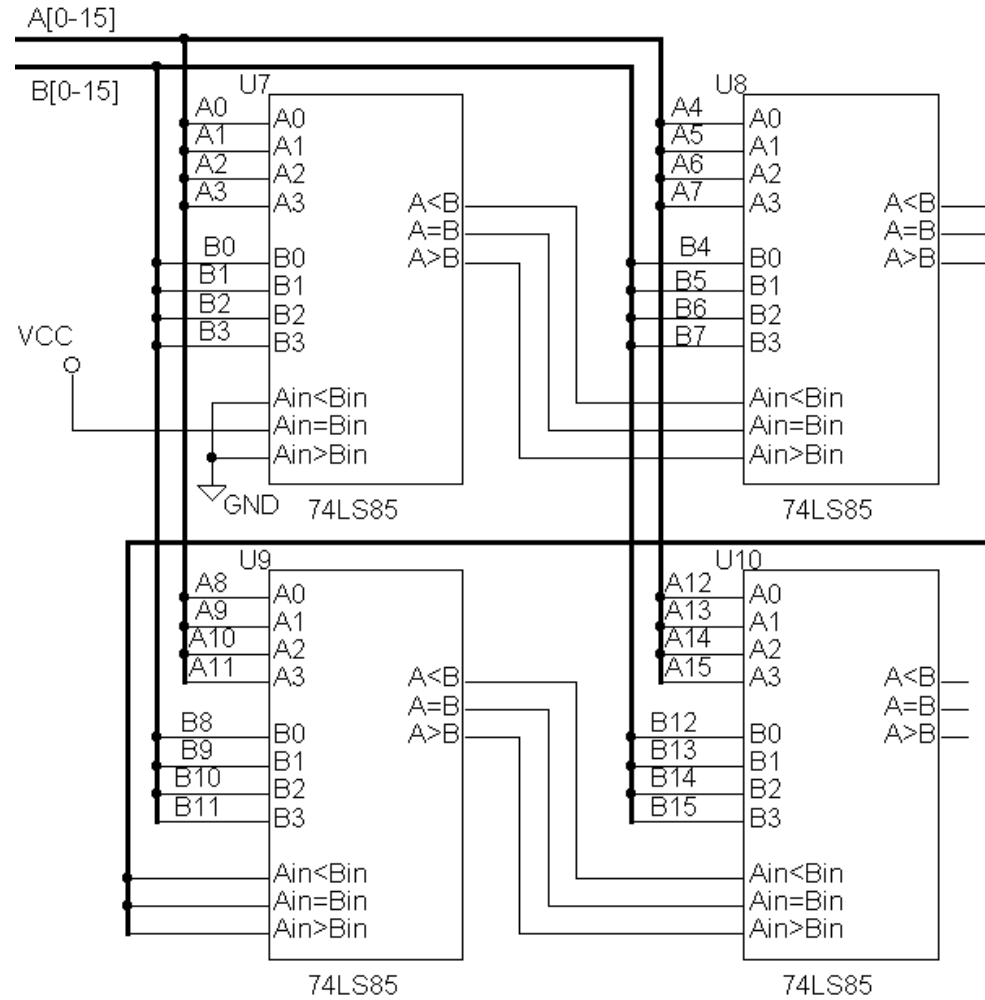 A[0-15]
B[0-15]
U7
A0
A1
A2
A3
B0
B1
B2
B3
VCC
A0
A1
A2
A3
B0
B1
B2
B3
A<B
A=B
A>B
Ain<Bin
Ain=Bin
Ain>Bin
GND
74LS85
U8
A4
A5
A6
A7
B4
B5
B6
B7
A0
A1
A2
A3
B0
B1
B2
B3
A<B
A=B
A>B
Ain<Bin
Ain=Bin
Ain>Bin
74LS85
U9
A8
A9
A10
A11
B8
B9
B10
B11
A0
A1
A2
A3
B0
B1
B2
B3
A<B
A=B
A>B
Ain<Bin
Ain=Bin
Ain>Bin
74LS85
U10
A12
A13
A14
A15
B12
B13
B14
B15
A0
A1
A2
A3
B0
B1
B2
B3
A<B
A=B
A>B
Ain<Bin
Ain=Bin
Ain>Bin
74LS85